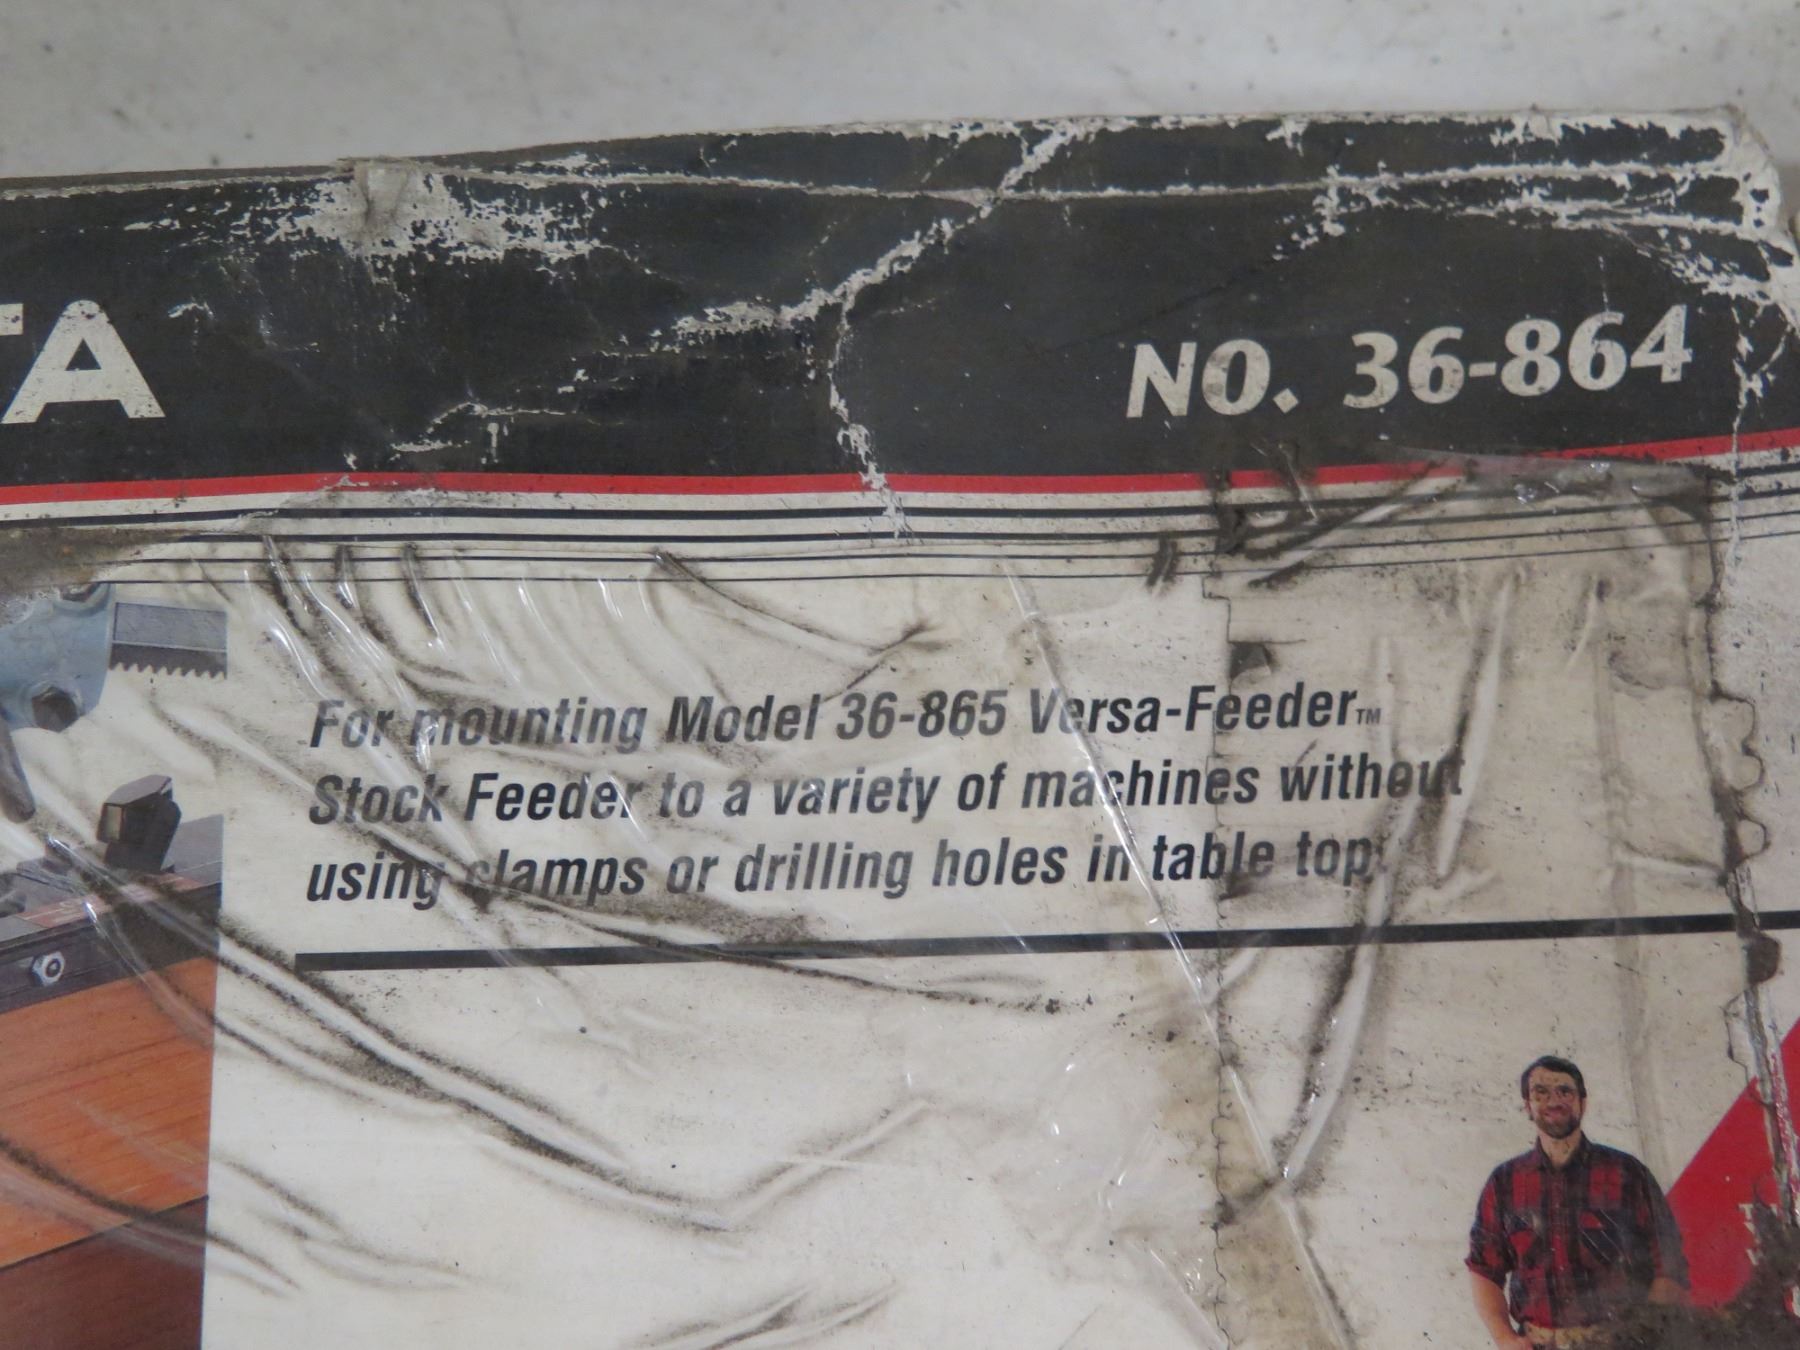 TA
NO. 36-864
For mounting Model 36-865 Versa-Feeder™
Stock Feeder to a variety of machines without
using clamps or drilling holes in table top.